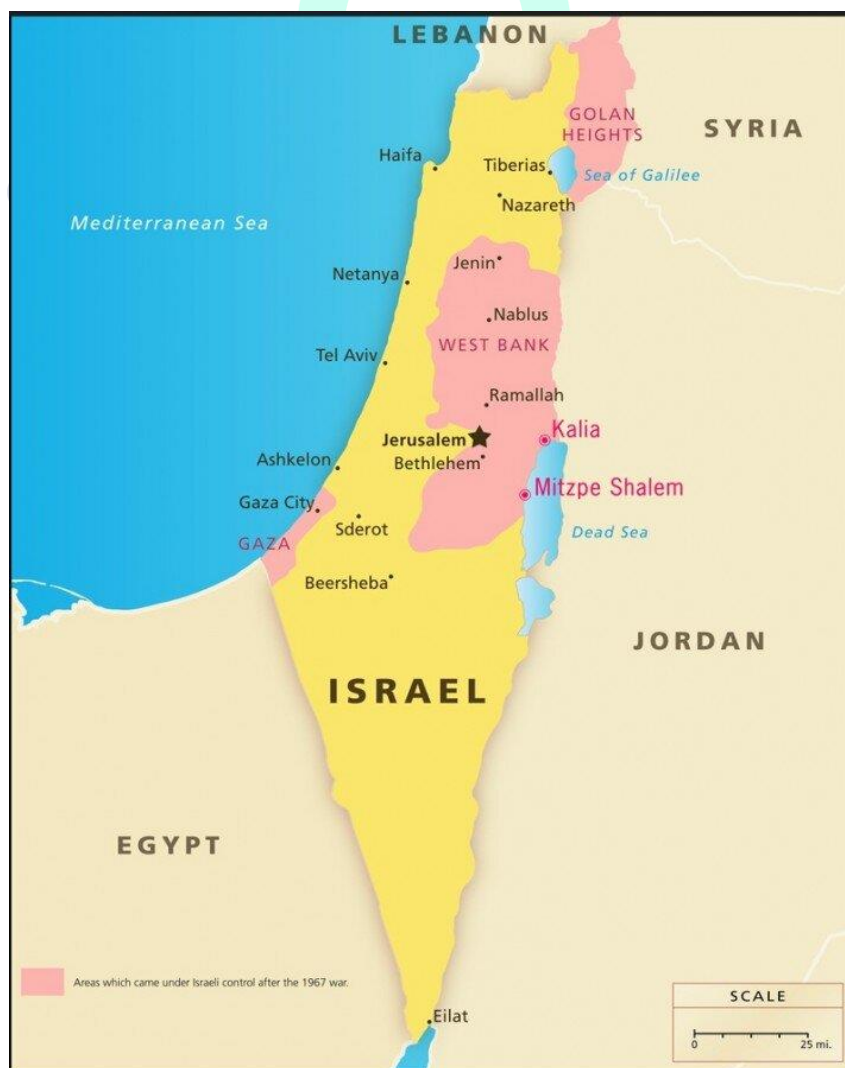 LEBANON
GOLAN
HEIGHTS
SYRIA
Haifa
Tiberias
Sea of Galilee
Nazareth
Mediterranean Sea
Jenin
Netanya
Nablus
WEST BANK
Tel Aviv
Ramallah
Kalia
Jerusalem
Bethlehem
Ashkelon
Mitzpe Shalem
Gaza City
Sderot
Dead Sea
GAZA
Beersheba
JORDAN
ISRAEL
EGYPT
Areas which came under Israeli control after the 1967 war.
SCALE
Eilat
0 25 mi.